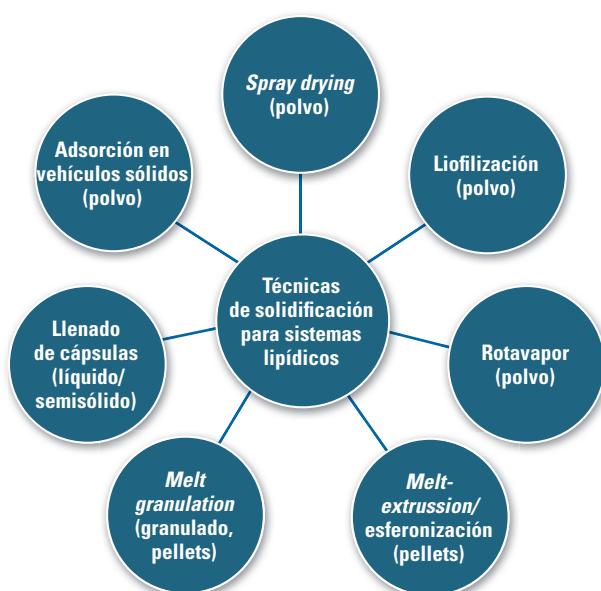 Spray drying
(polvo)
Adsorción en
vehículos sólidos
(polvo)
Liofilización
(polvo)
Técnicas
de solidificación
para sistemas
lipídicos
Llenado
de cápsulas
(líquido/
semisólido)
Rotavapor
(polvo)
Melt
granulation
(granulado,
pellets)
Melt-
extrussion/
esferonización
(pellets)